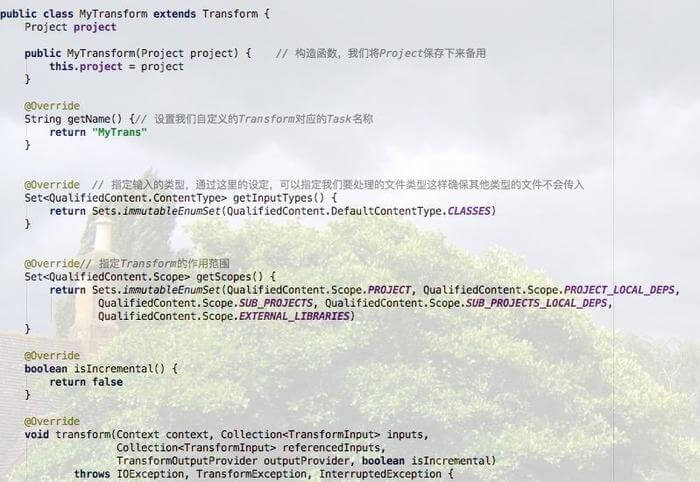 public class MyTransform extends Transform {
Project project
public MyTransform(Project project) { // 构造函数，我们将Project保存下来备用
this.project = project
}
@Override
String getName() {// 设置我们自定义的Transform对应的Task名称
return "MyTrans"
}
@Override // 指定输入的类型，通过这里的设定，可以指定我们要处理的文件类型这样确保其他类型的文件不会传入
Set<QualifiedContent.ContentType> getInputTypes() {
return Sets.immutableEnumSet(QualifiedContent.DefaultContentType.CLASSES)
}
@Override// 指定Transform的作用范围
Set<QualifiedContent.Scope> getScopes() {
return Sets.immutableEnumSet(QualifiedContent.Scope.PROJECT, QualifiedContent.Scope.PROJECT_LOCAL_DEPS,
QualifiedContent.Scope.SUB_PROJECTS, QualifiedContent.Scope.SUB_PROJECTS_LOCAL_DEPS,
QualifiedContent.Scope.EXTERNAL_LIBRARIES)
}
@Override
boolean isIncremental() {
return false
}
@Override
void transform(Context context, Collection<TransformInput> inputs,
Collection<TransformInput> referencedInputs,
TransformOutputProvider outputProvider, boolean isIncremental)
throws IOException, TransformException, InterruptedException {